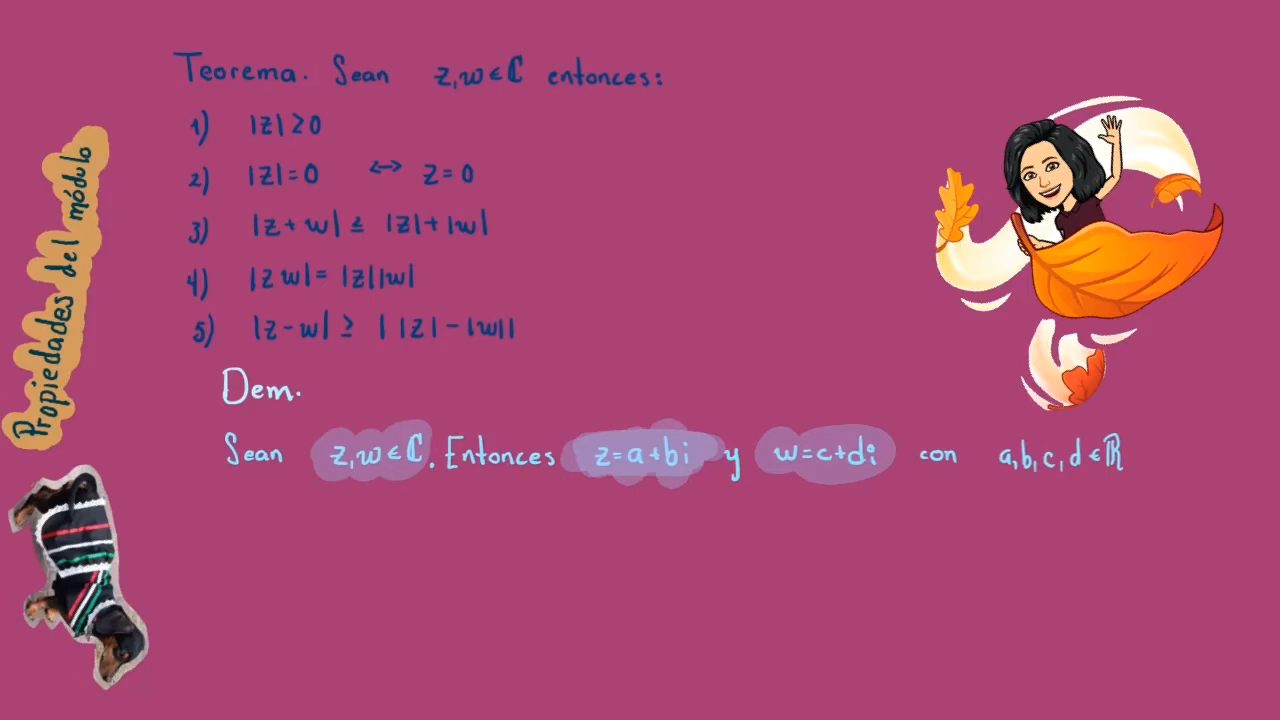 Propiedades del módulo
Teorema. Sean z,w∈ℂ entonces:
1) |z|≥0
2) |z|=0 ↔ z=0
3) |z+w| ≤ |z|+|w|
4) |zw|= |z||w|
5) |z-w| ≥ ||z|-|w||
Dem.
Sean z,w∈ℂ. Entonces z=a+bi y w=c+di con a,b,c,d∈ℝ